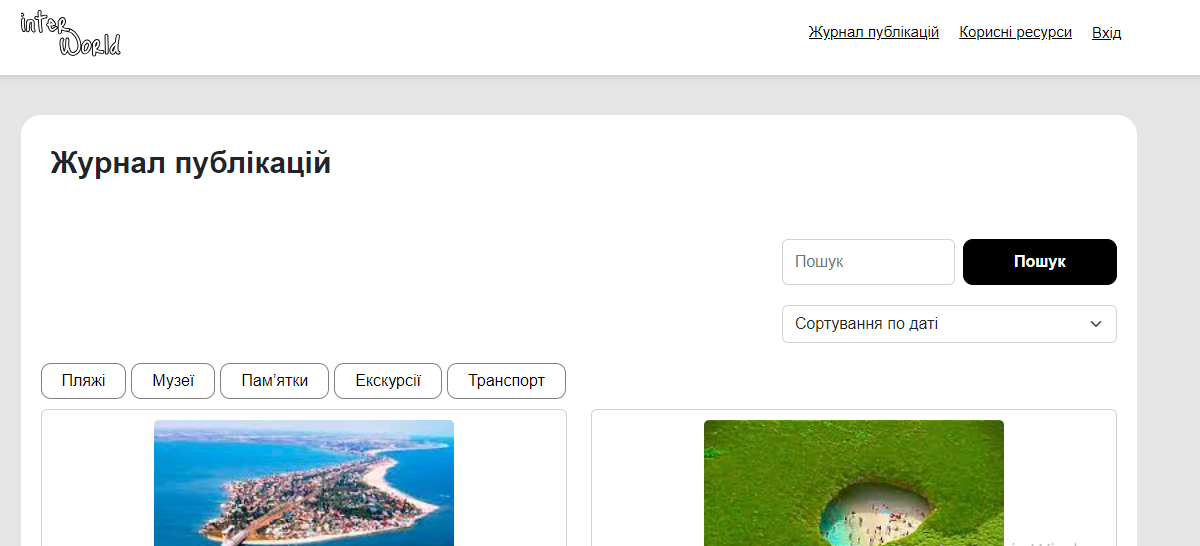 inter
World
Журнал публікацій Корисні ресурси Вхід
Журнал публікацій
Пошук Пошук
Сортування по даті
Пляжі Музеї Пам’ятки Екскурсії Транспорт